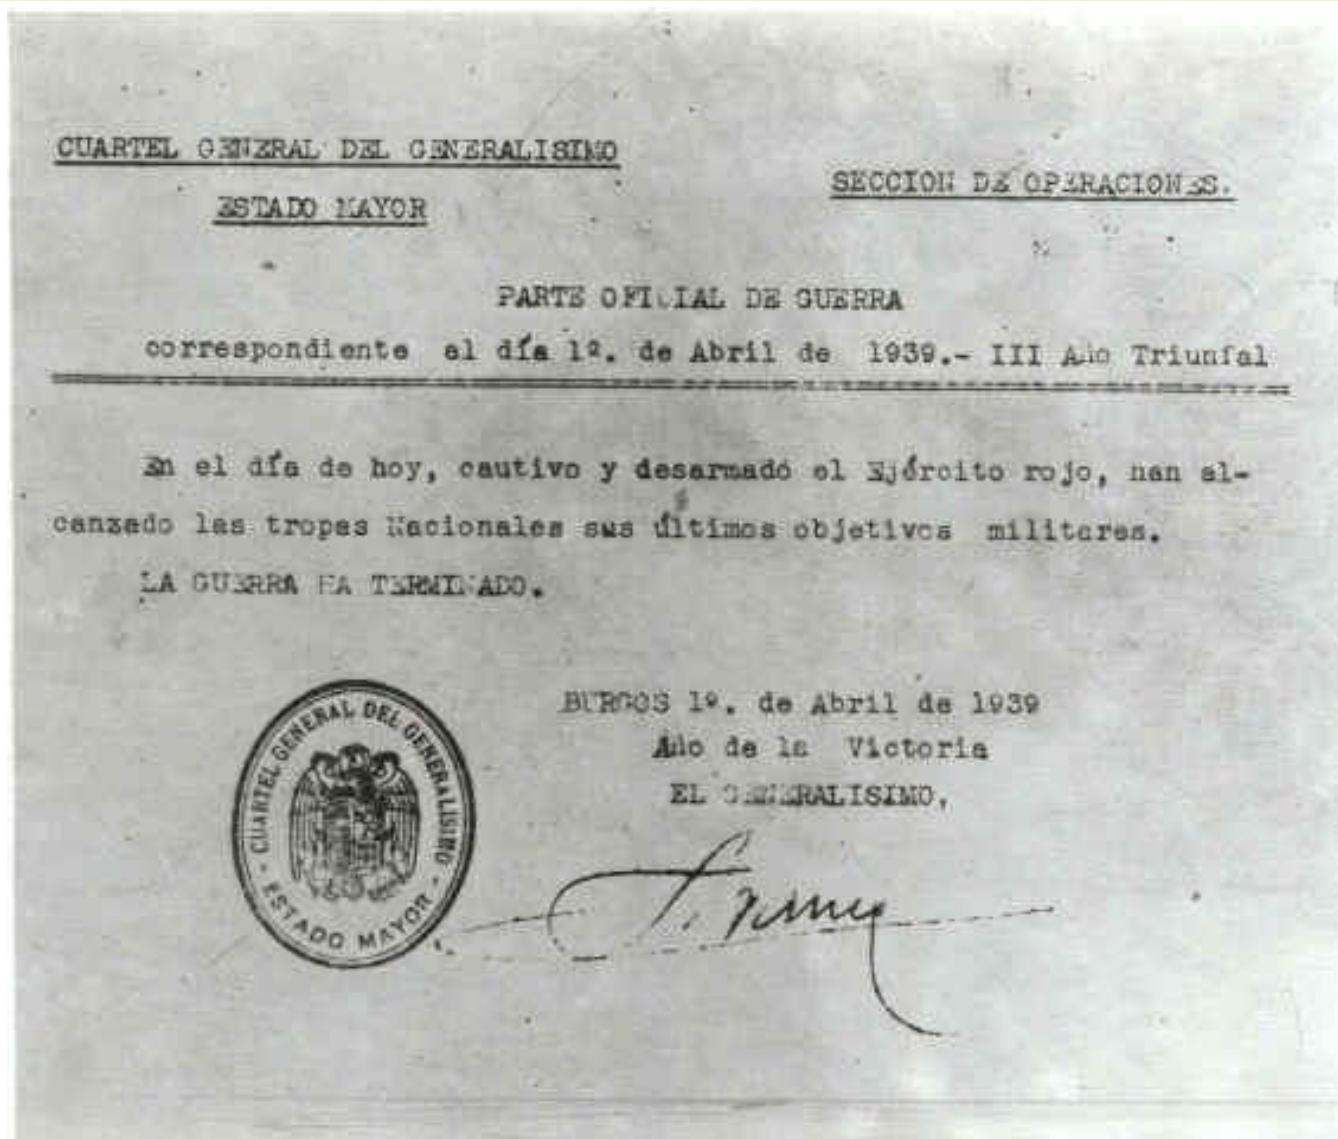 CUARTEL GENERAL DEL GENERALISIMO
ESTADO MAYOR
SECCION DE OPERACIONES.
PARTE OFICIAL DE GUERRA
correspondiente al día 1º. de Abril de 1939.- III Año Triunfal
En el día de hoy, cautivo y desarmado el Ejército rojo, han al-
canzado las tropas Nacionales sus últimos objetivos militares.
LA GUERRA HA TERMINADO.
BURGOS 1º. de Abril de 1939
Año de la Victoria
EL GENERALISIMO,
CUARTEL GENERAL DEL GENERALISIMO
ESTADO MAYOR